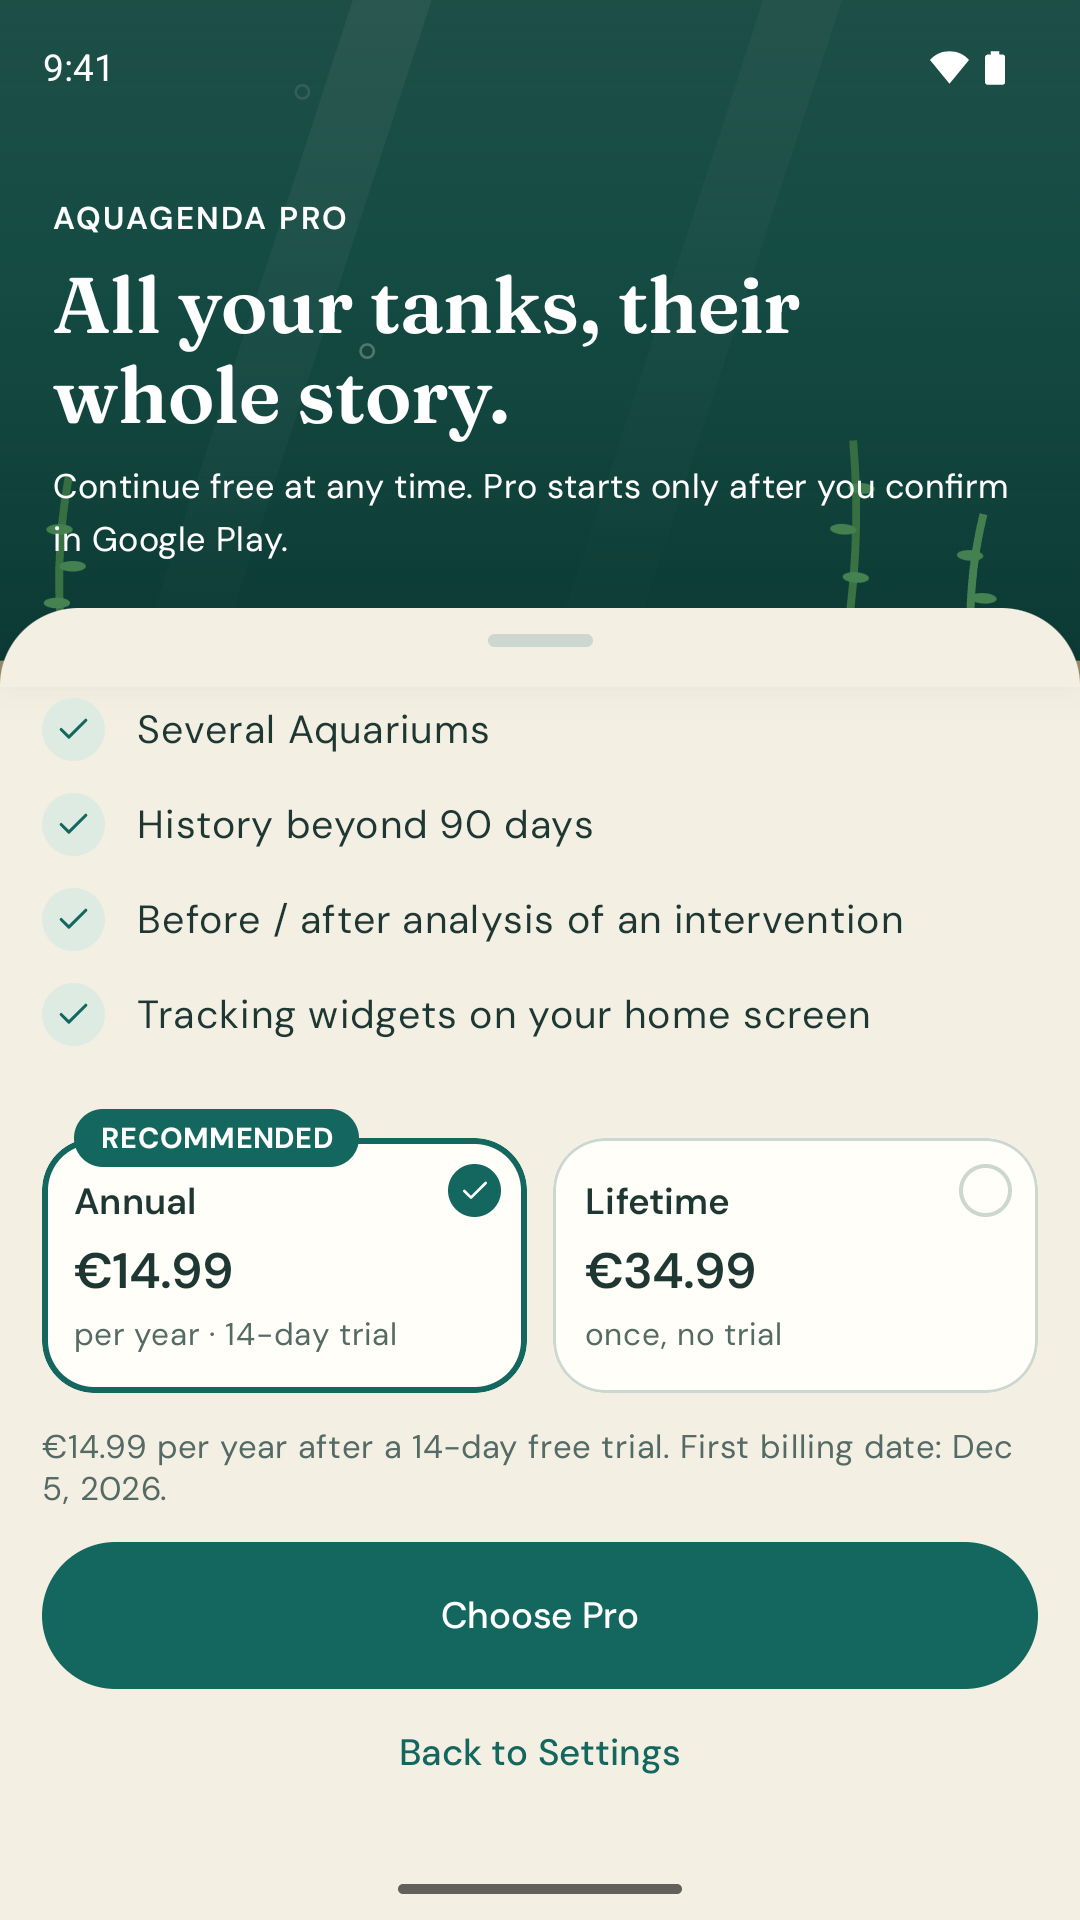 9:41
AQUAGENDA PRO
All your tanks, their
whole story.
Continue free at any time. Pro starts only after you confirm
in Google Play.
Several Aquariums
History beyond 90 days
Before / after analysis of an intervention
Tracking widgets on your home screen
RECOMMENDED
Annual
€14.99
per year · 14-day trial
Lifetime
€34.99
once, no trial
€14.99 per year after a 14-day free trial. First billing date: Dec
5, 2026.
Choose Pro
Back to Settings